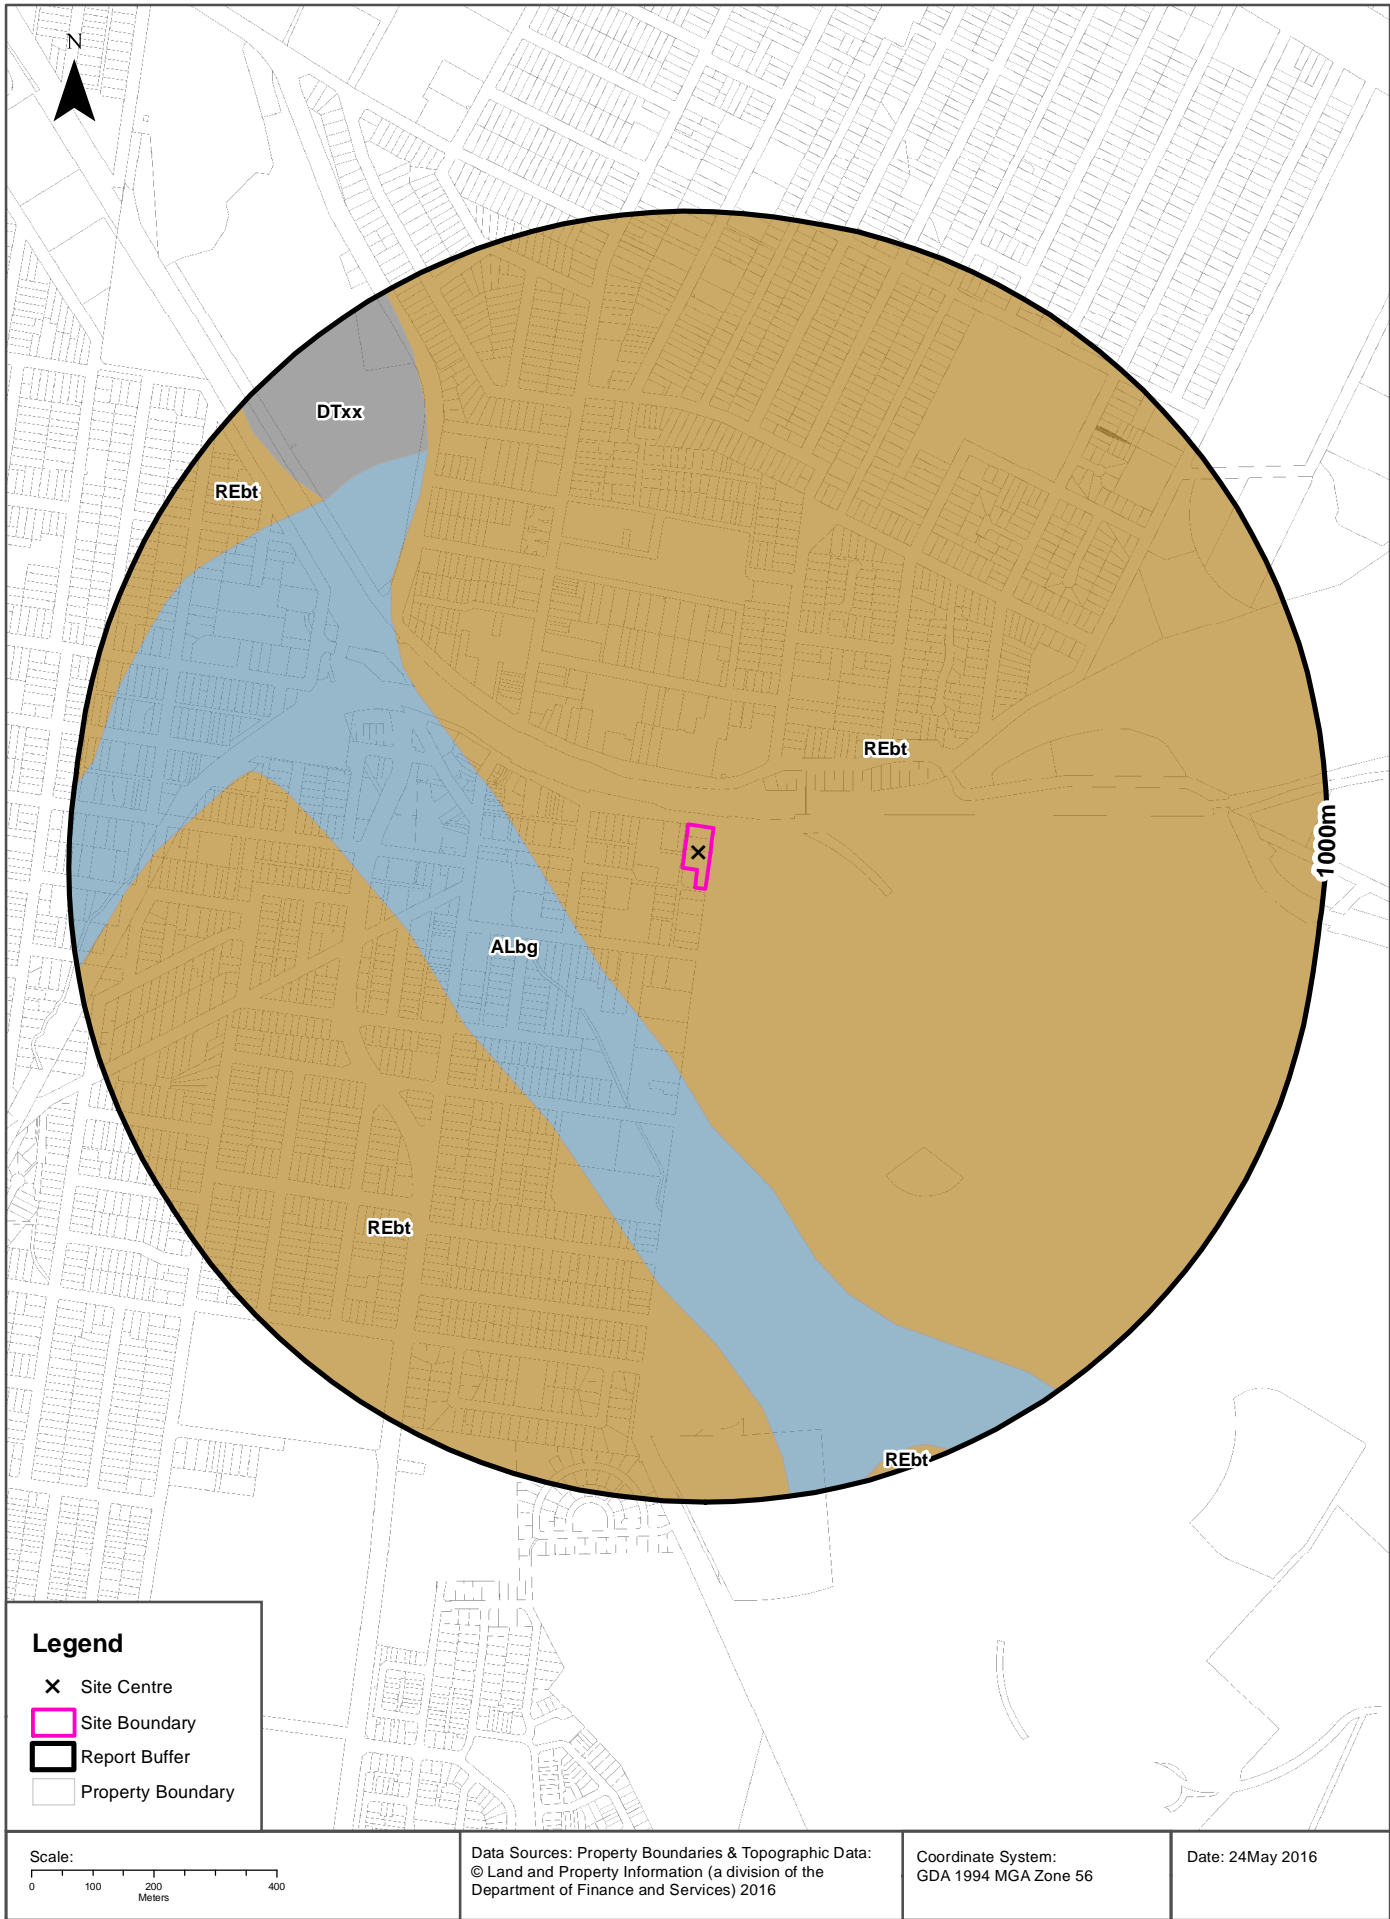 N
DTxx
REbt
REbt
1000m
ALbg
REbt
REbt
Legend
Site Centre
Site Boundary
Report Buffer
Property Boundary
Scale:
0 100 200 400
Meters
Data Sources: Property Boundaries & Topographic Data:
© Land and Property Information (a division of the
Department of Finance and Services) 2016
Coordinate System:
GDA 1994 MGA Zone 56
Date: 24May 2016